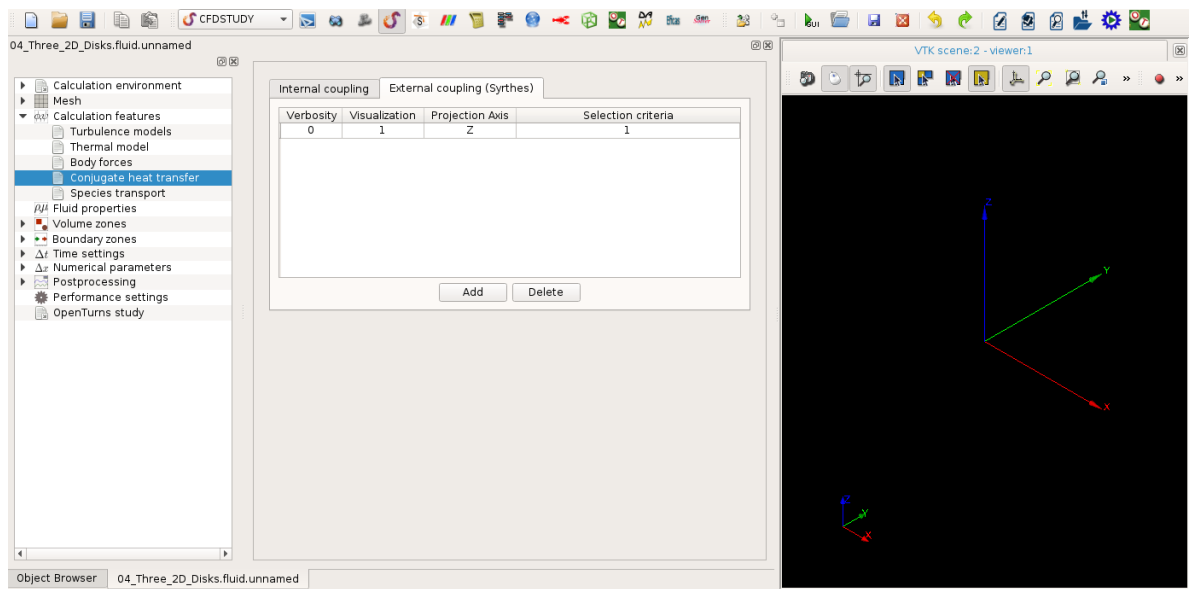 CFDSTUDY
GUI
04_Three_2D_Disks.fluid.unnamed
Calculation environment
Mesh
Calculation features
Turbulence models
Thermal model
Body forces
Conjugate heat transfer
Species transport
Fluid properties
Volume zones
Boundary zones
Δt Time settings
Δx Numerical parameters
Postprocessing
Performance settings
OpenTurns study
Internal coupling
External coupling (Syrthes)
Verbosity Visualization Projection Axis Selection criteria
0 1 Z 1
Add Delete
VTK scene:2 - viewer:1
» »
Z
Y
X
Z
Y
X
Object Browser 04_Three_2D_Disks.fluid.unnamed